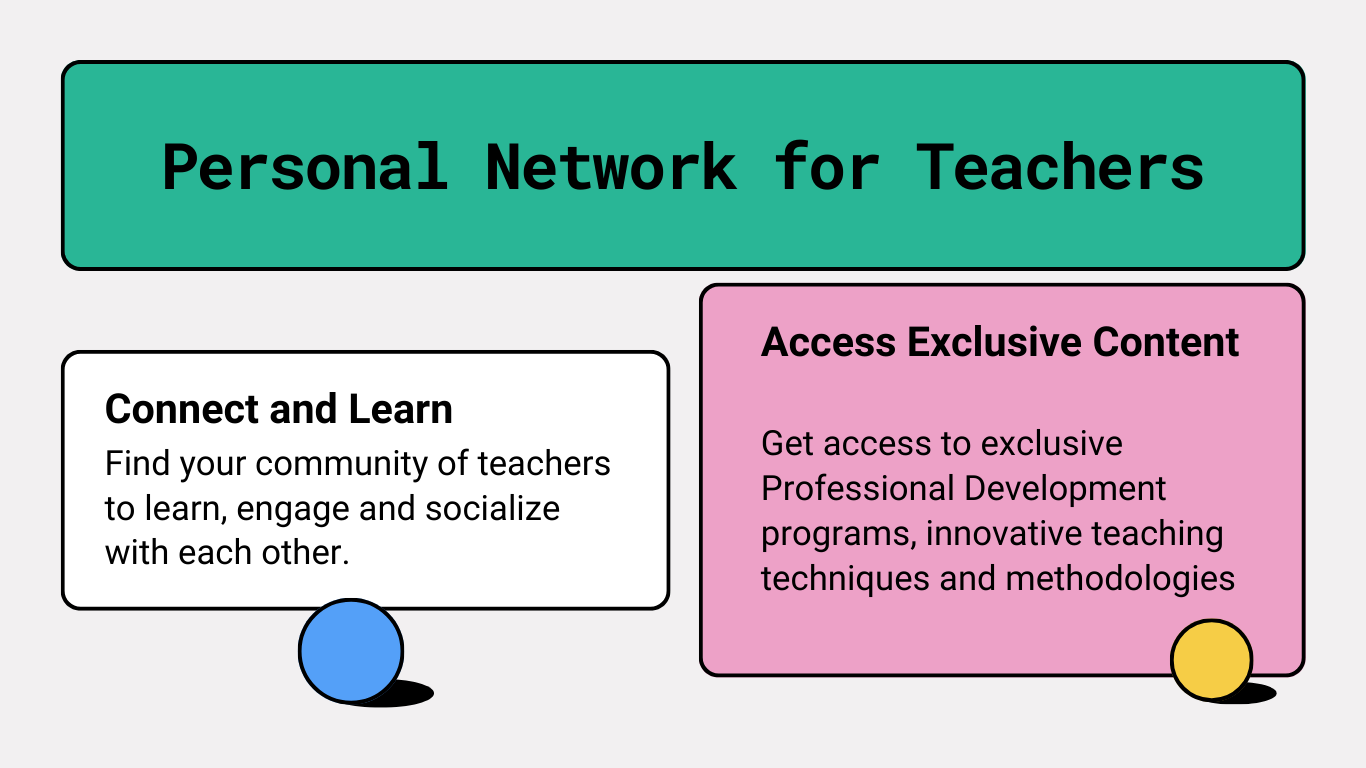 Personal Network for Teachers
Connect and Learn
Find your community of teachers
to learn, engage and socialize
with each other.
Access Exclusive Content
Get access to exclusive
Professional Development
programs, innovative teaching
techniques and methodologies